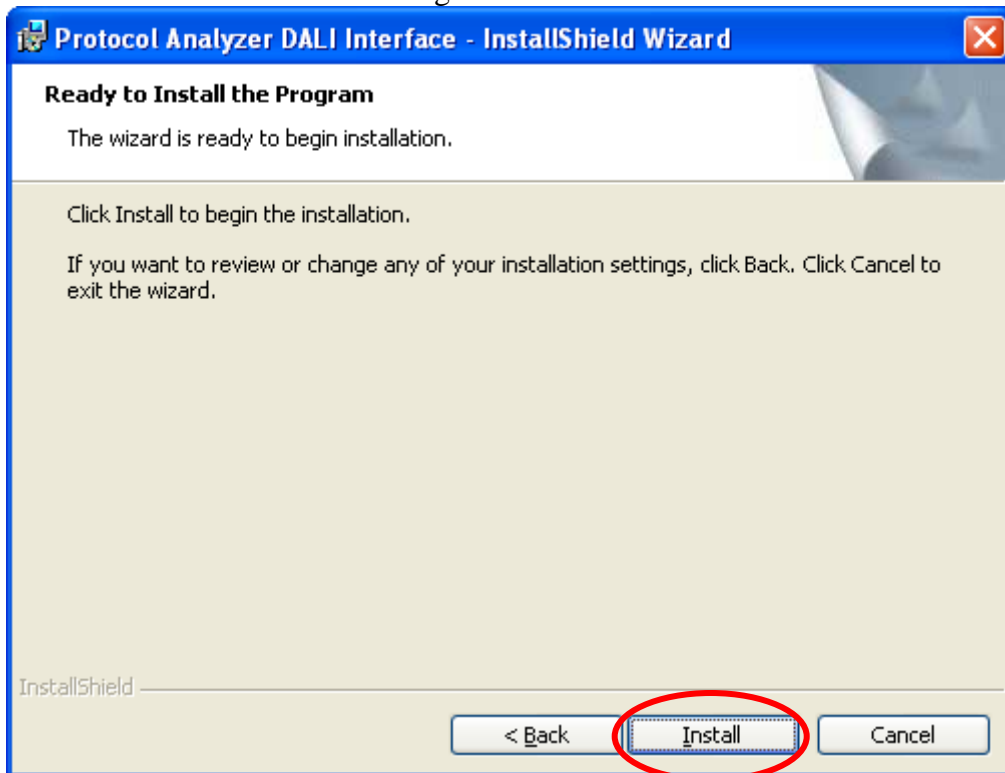 Protocol Analyzer DALI Interface - InstallShield Wizard
Ready to Install the Program
The wizard is ready to begin installation.
Click Install to begin the installation.
If you want to review or change any of your installation settings, click Back. Click Cancel to
exit the wizard.
InstallShield
< Back Install Cancel